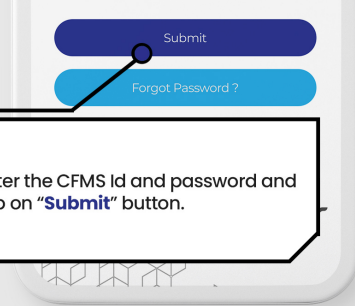 Submit
Forgot Password ?
the CFMS Id and password and
on “Submit” button.